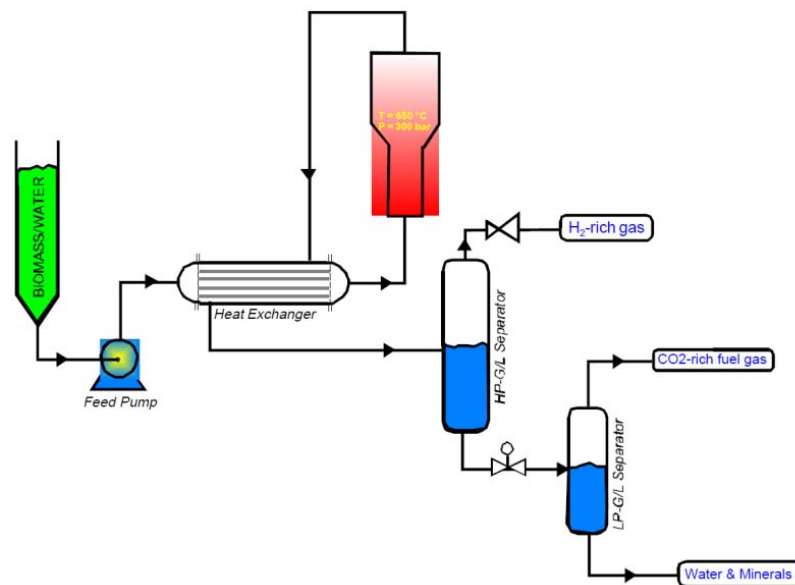 T = 650 °C
P = 300 bar
BIOMASS/WATER
H₂-rich gas
Heat Exchanger
HP-G/L Separator
CO2-rich fuel gas
Feed Pump
LP-G/L Separator
Water & Minerals